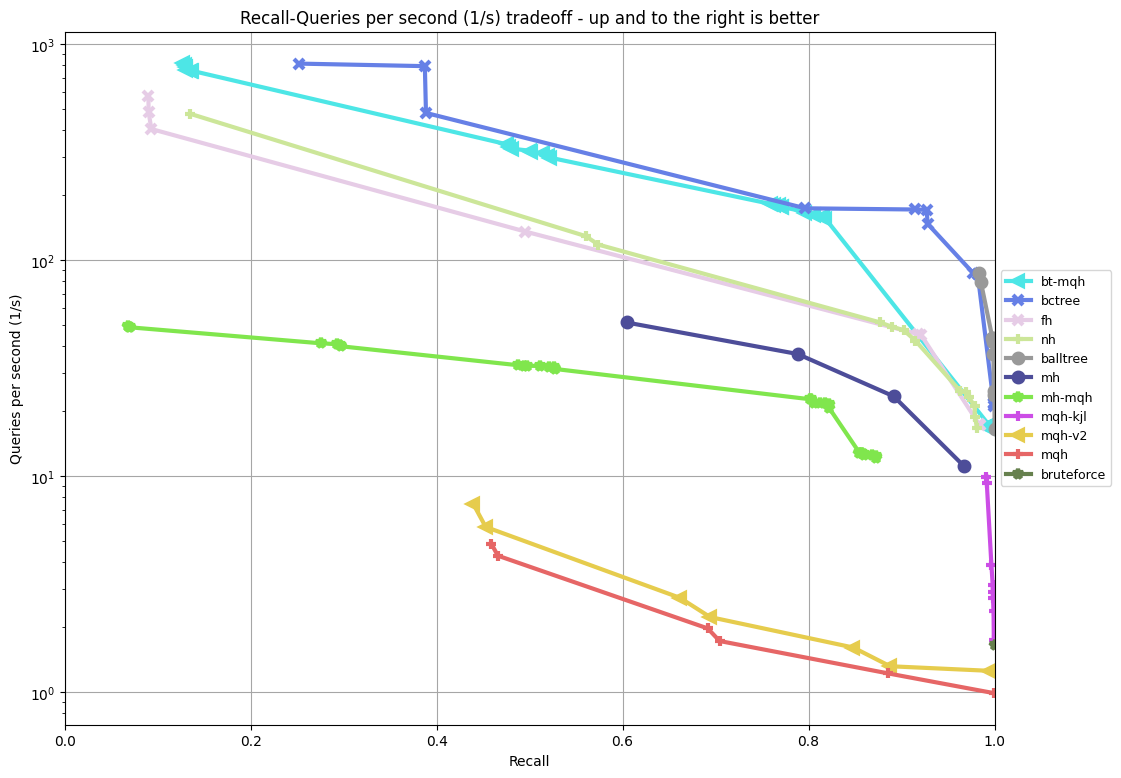 Recall-Queries per second (1/s) tradeoff - up and to the right is better
Queries per second (1/s)
10³
10²
10¹
10⁰
0.0
0.2
0.4
0.6
0.8
1.0
Recall
bt-mqh
bctree
fh
nh
balltree
mh
mh-mqh
mqh-kjl
mqh-v2
mqh
bruteforce